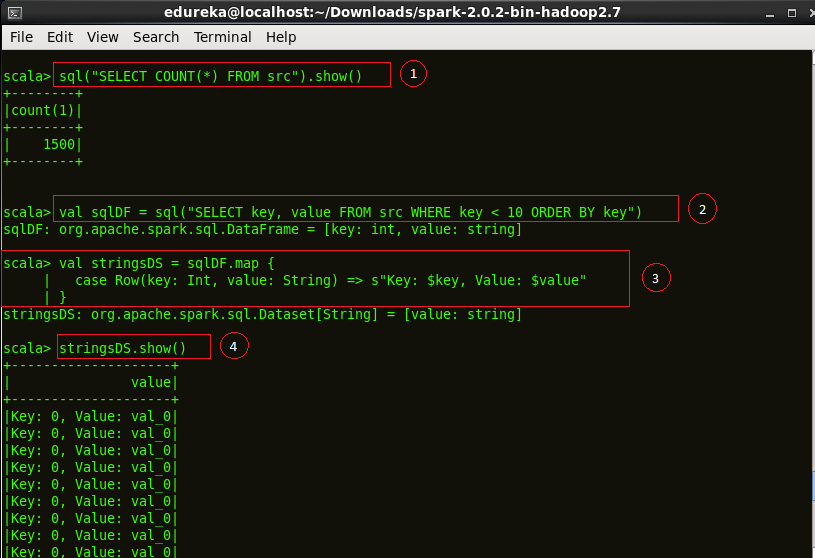 edureka@localhost:~/Downloads/spark-2.0.2-bin-hadoop2.7
File Edit View Search Terminal Help
scala> sql("SELECT COUNT(*) FROM src").show()
1
+--------+
|count(1)|
+--------+
|    1500|
+--------+
scala> val sqlDF = sql("SELECT key, value FROM src WHERE key < 10 ORDER BY key")
2
sqlDF: org.apache.spark.sql.DataFrame = [key: int, value: string]
scala> val stringsDS = sqlDF.map {
     |   case Row(key: Int, value: String) => s"Key: $key, Value: $value"
3
     | }
stringsDS: org.apache.spark.sql.Dataset[String] = [value: string]
scala> stringsDS.show()
4
+--------------------+
|               value|
+--------------------+
|Key: 0, Value: val_0|
|Key: 0, Value: val_0|
|Key: 0, Value: val_0|
|Key: 0, Value: val_0|
|Key: 0, Value: val_0|
|Key: 0, Value: val_0|
|Key: 0, Value: val_0|
|Key: 0, Value: val_0|
|Key: 0, Value: val_0|